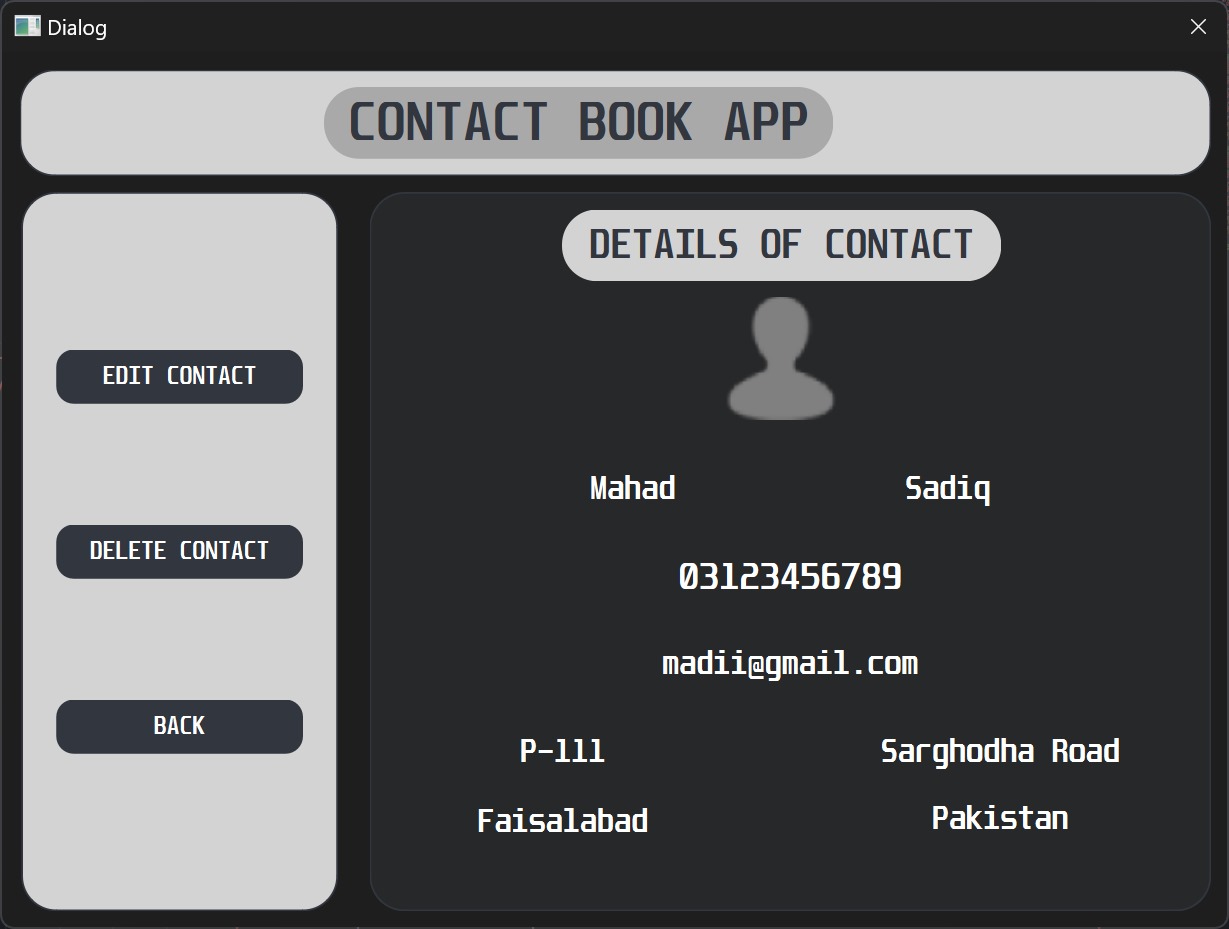 Dialog
CONTACT BOOK APP
DETAILS OF CONTACT
EDIT CONTACT
DELETE CONTACT
BACK
Mahad Sadiq
03123456789
madii@gmail.com
P-111 Sarghodha Road
Faisalabad Pakistan